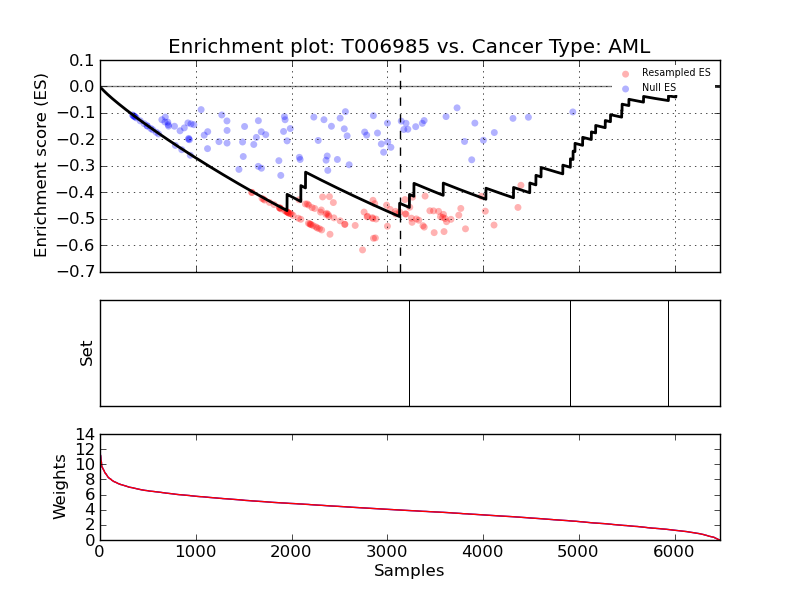 Enrichment plot: T006985 vs. Cancer Type: AML
Enrichment score (ES)
0.1
0.0
−0.1
−0.2
−0.3
−0.4
−0.5
−0.6
−0.7
Resampled ES
Null ES
Set
Weights
14
12
10
8
6
4
2
0
0 1000 2000 3000 4000 5000 6000
Samples